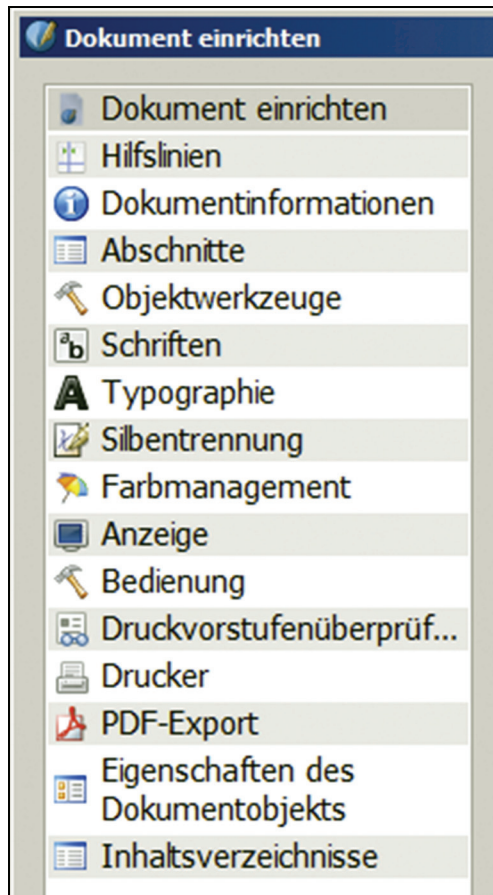 Dokument einrichten
Dokument einrichten
Hilfslinien
Dokumentinformationen
Abschnitte
Objektwerkzeuge
Schriften
Typographie
Silbentrennung
Farbmanagement
Anzeige
Bedienung
Druckvorstufenüberprüf...
Drucker
PDF-Export
Eigenschaften des
Dokumentobjekts
Inhaltsverzeichnisse